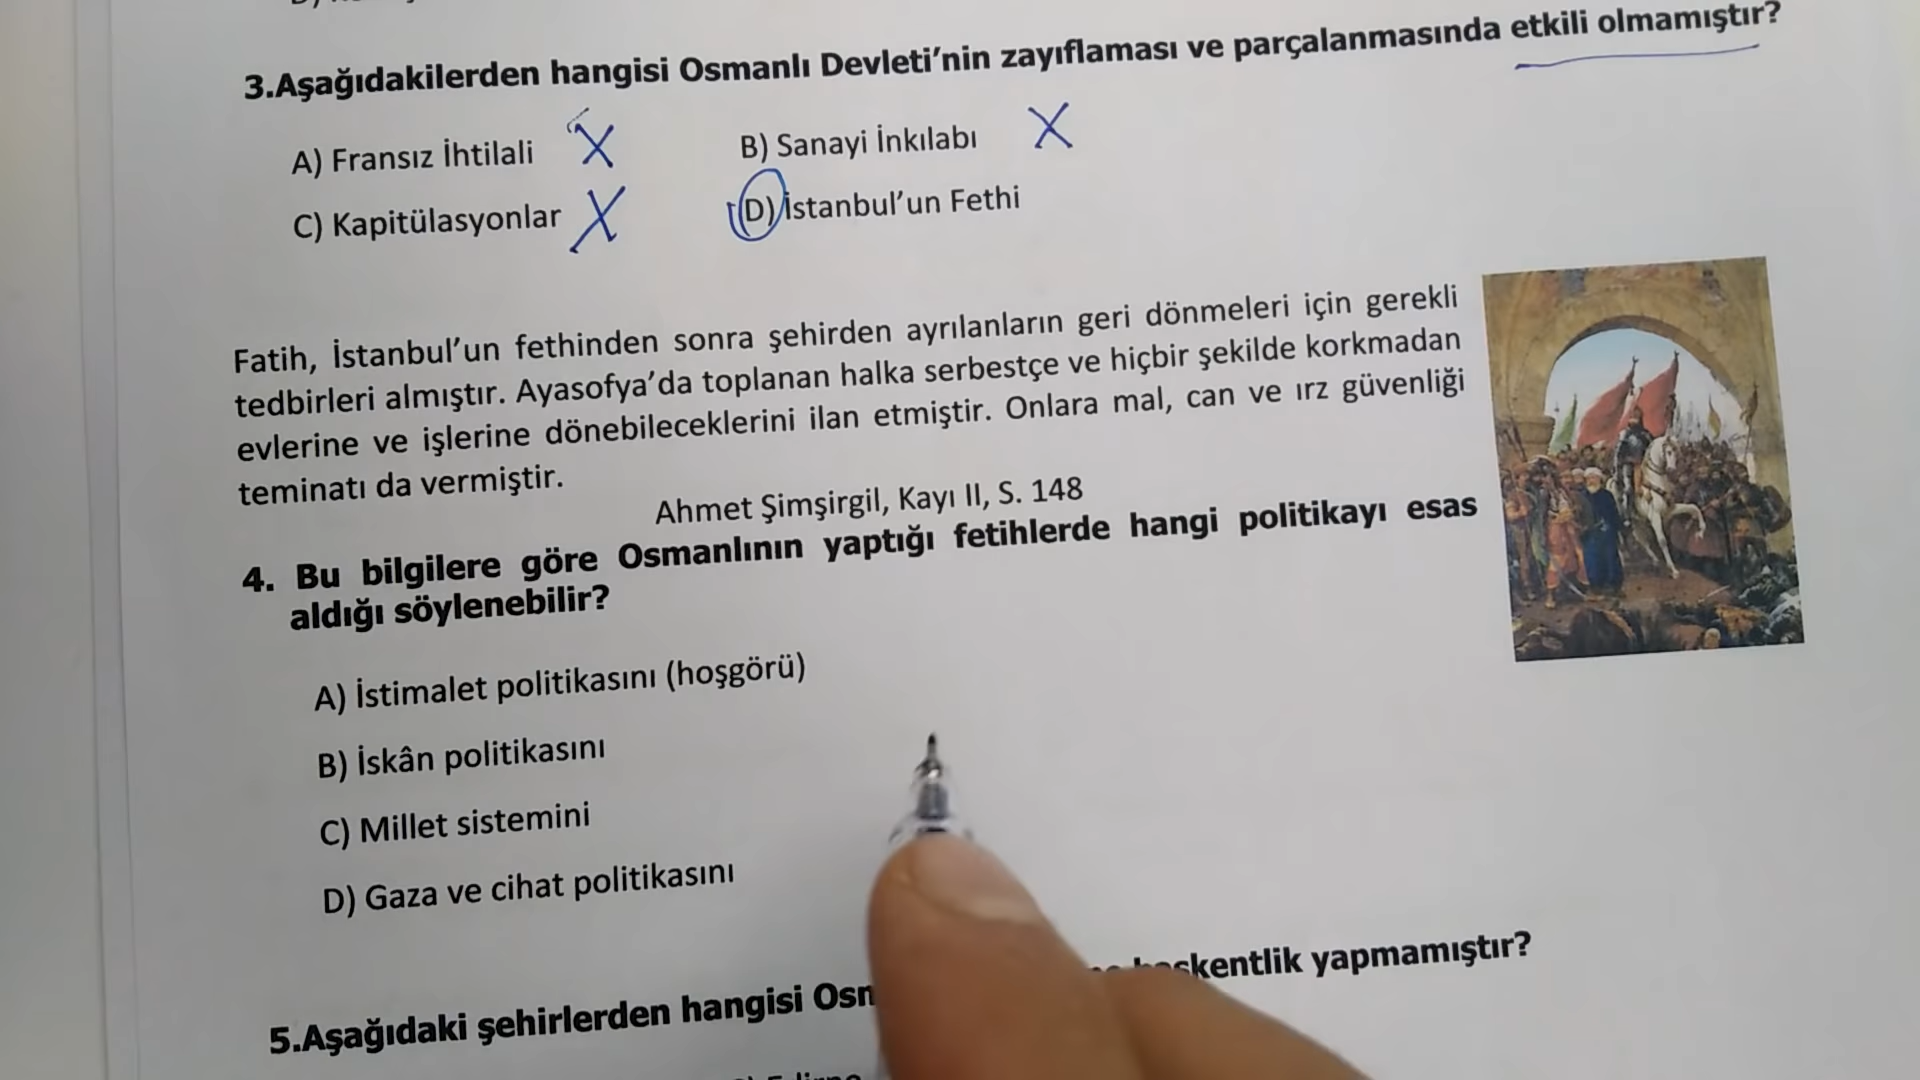 3.Aşağıdakilerden hangisi Osmanlı Devleti’nin zayıflaması ve parçalanmasında etkili olmamıştır?
A) Fransız İhtilali X B) Sanayi İnkılabı X
C) Kapitülasyonlar X D) İstanbul’un Fethi
Fatih, İstanbul’un fethinden sonra şehirden ayrılanların geri dönmeleri için gerekli
tedbirleri almıştır. Ayasofya’da toplanan halka serbestçe ve hiçbir şekilde korkmadan
evlerine ve işlerine dönebileceklerini ilan etmiştir. Onlara mal, can ve ırz güvenliği
teminatı da vermiştir.
Ahmet Şimşirgil, Kayı II, S. 148
4. Bu bilgilere göre Osmanlının yaptığı fetihlerde hangi politikayı esas
aldığı söylenebilir?
A) İstimalet politikasını (hoşgörü)
B) İskân politikasını
C) Millet sistemini
D) Gaza ve cihat politikasını
5.Aşağıdaki şehirlerden hangisi yapmamıştır?